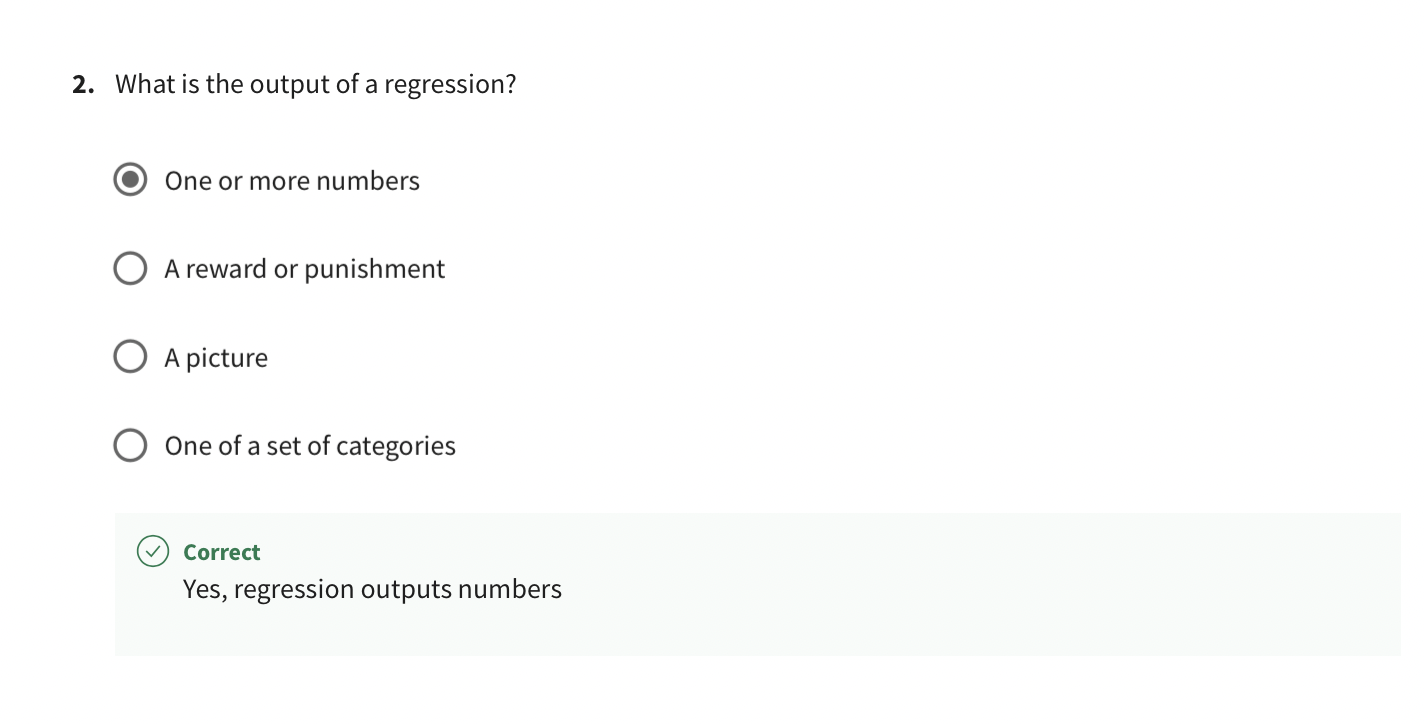 2. What is the output of a regression?
One or more numbers
A reward or punishment
A picture
One of a set of categories
Correct
Yes, regression outputs numbers